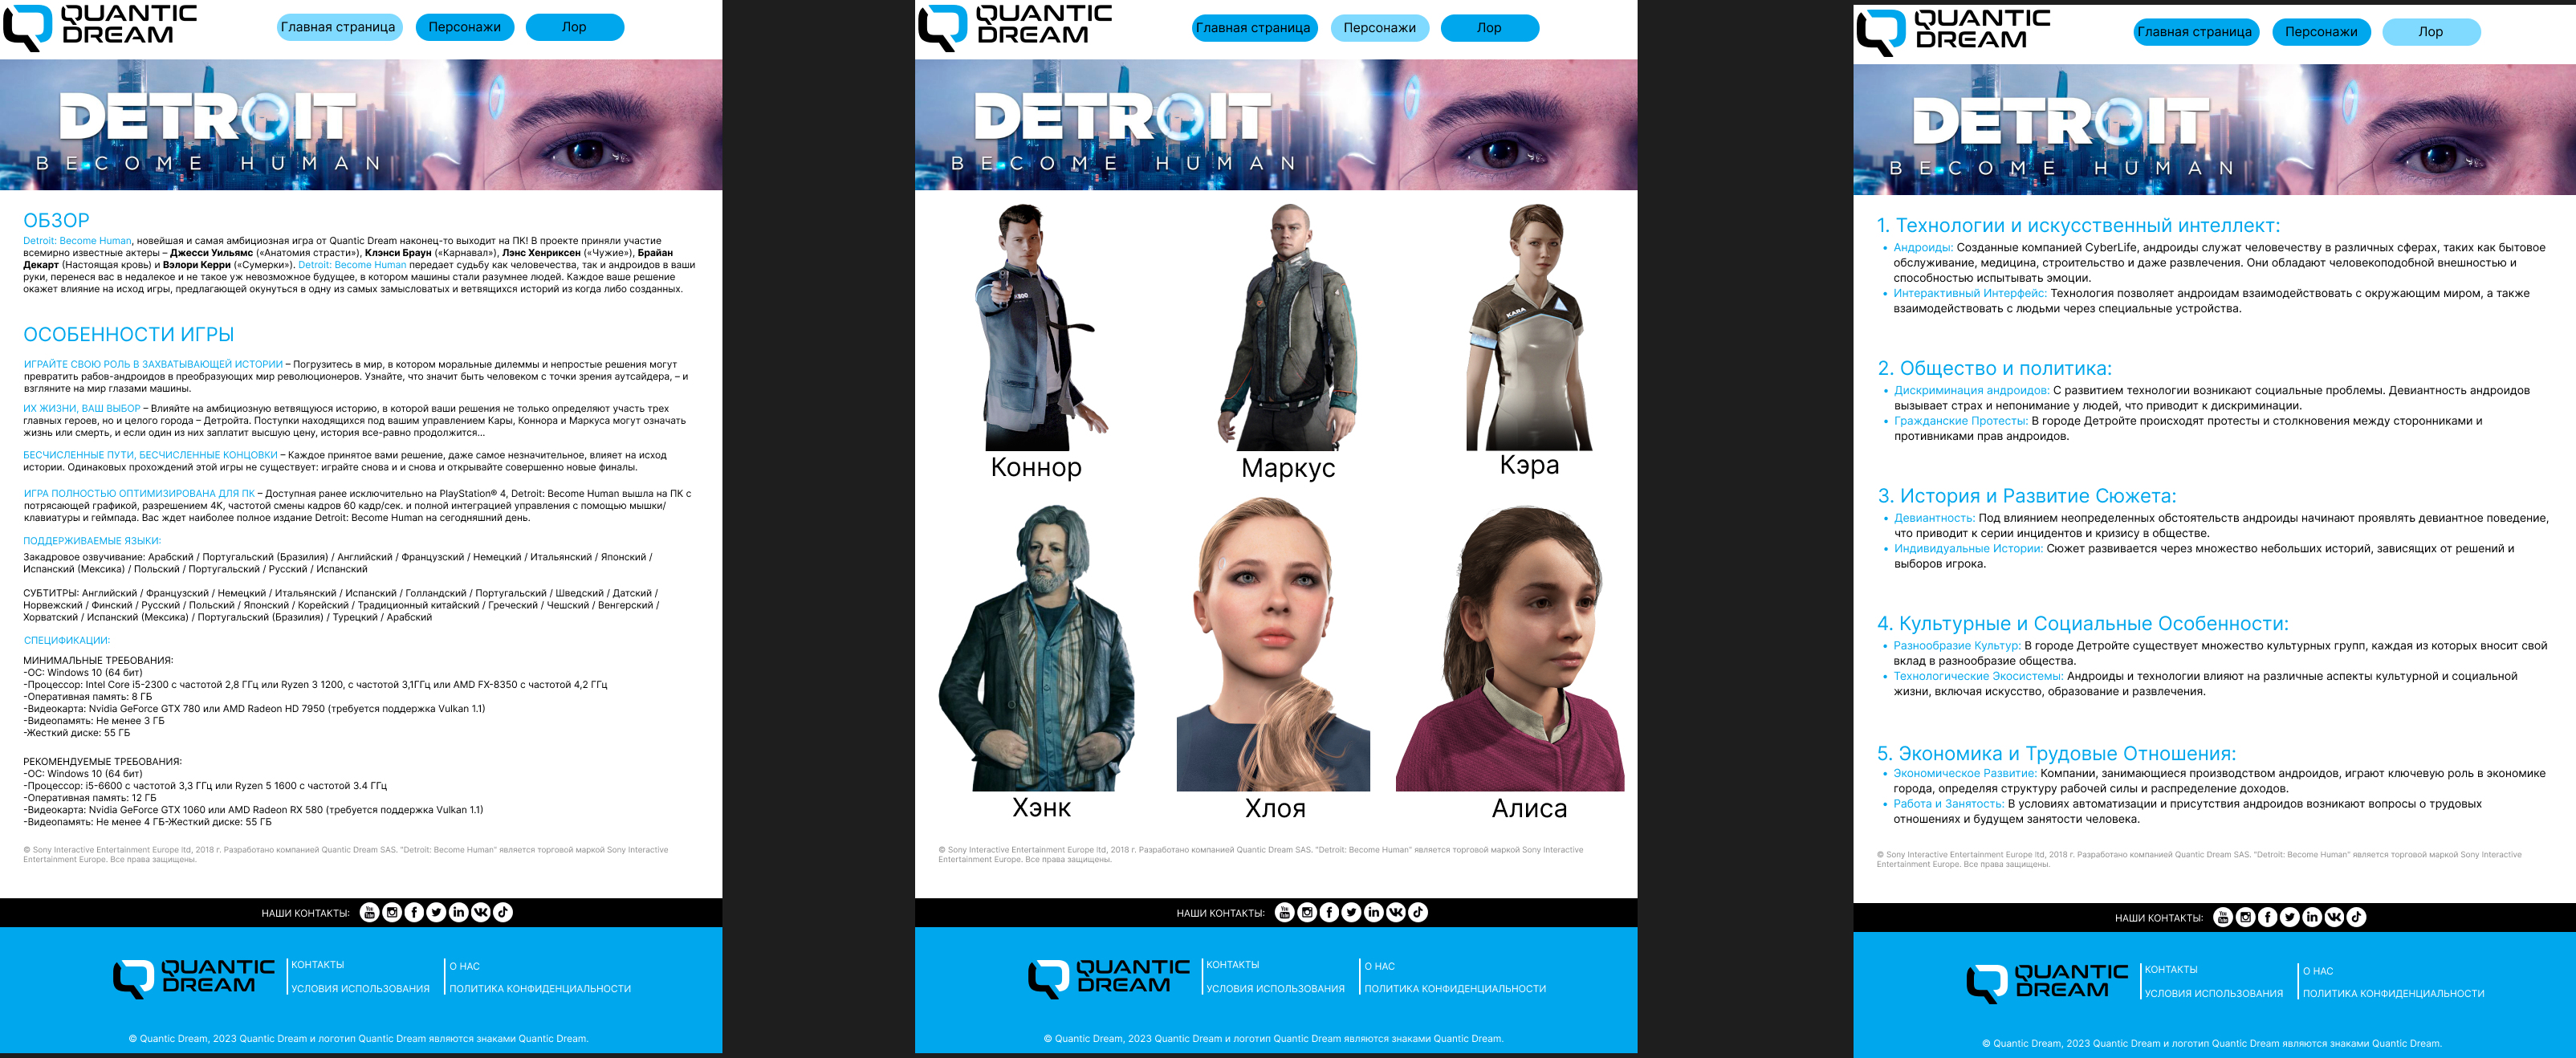 QUANTIC
DREAM
Главная страница
Персонажи
Лор
DETROIT
BECOME HUMAN
ОБЗОР
Detroit: Become Human, новейшая и самая амбициозная игра от Quantic Dream наконец-то выходит на ПК! В проекте приняли участие
всемирно известные актеры – Джесси Уильямс («Анатомия страсти»), Клэнси Браун («Карнавал»), Лэнс Хенриксен («Чужие»), Брайан
Декарт (Настоящая кровь) и Вэлори Керри («Сумерки»). Detroit: Become Human передает судьбу как человечества, так и андроидов в ваши
руки, перенеся вас в недалекое и не такое уж невозможное будущее, в котором машины стали разумнее людей. Каждое ваше решение
окажет влияние на исход игры, предлагающей окунуться в одну из самых замысловатых и ветвящихся историй из когда либо созданных.
ОСОБЕННОСТИ ИГРЫ
ИГРАЙТЕ СВОЮ РОЛЬ В ЗАХВАТЫВАЮЩЕЙ ИСТОРИИ – Погрузитесь в мир, в котором моральные дилеммы и непростые решения могут
превратить рабов-андроидов в преобразующих мир революционеров. Узнайте, что значит быть человеком с точки зрения аутсайдера, – и
взгляните на мир глазами машины.
ИХ ЖИЗНИ, ВАШ ВЫБОР – Влияйте на амбициозную ветвящуюся историю, в которой ваши решения не только определяют участь трех
главных героев, но и целого города – Детройта. Поступки находящихся под вашим управлением Кары, Коннора и Маркуса могут означать
жизнь или смерть, и если один из них заплатит высшую цену, история все-равно продолжится...
БЕСЧИСЛЕННЫЕ ПУТИ, БЕСЧИСЛЕННЫЕ КОНЦОВКИ – Каждое принятое вами решение, даже самое незначительное, влияет на исход
истории. Одинаковых прохождений этой игры не существует: играйте снова и и снова и открывайте совершенно новые финалы.
ИГРА ПОЛНОСТЬЮ ОПТИМИЗИРОВАНА ДЛЯ ПК – Доступная ранее исключительно на PlayStation® 4, Detroit: Become Human вышла на ПК с
потрясающей графикой, разрешением 4K, частотой смены кадров 60 кадр/сек. и полной интеграцией управления с помощью мышки/
клавиатуры и геймпада. Вас ждет наиболее полное издание Detroit: Become Human на сегодняшний день.
ПОДДЕРЖИВАЕМЫЕ ЯЗЫКИ:
Закадровое озвучивание: Арабский / Португальский (Бразилия) / Английский / Французский / Немецкий / Итальянский / Японский /
Испанский (Мексика) / Польский / Португальский / Русский / Испанский
СУБТИТРЫ: Английский / Французский / Немецкий / Итальянский / Испанский / Голландский / Португальский / Шведский / Датский /
Норвежский / Финский / Русский / Польский / Японский / Корейский / Традиционный китайский / Греческий / Чешский / Венгерский /
Хорватский / Испанский (Мексика) / Португальский (Бразилия) / Турецкий / Арабский
СПЕЦИФИКАЦИИ:
МИНИМАЛЬНЫЕ ТРЕБОВАНИЯ:
-ОС: Windows 10 (64 бит)
-Процессор: Intel Core i5-2300 с частотой 2,8 ГГц или Ryzen 3 1200, с частотой 3,1ГГц или AMD FX-8350 с частотой 4,2 ГГц
-Оперативная память: 8 ГБ
-Видеокарта: Nvidia GeForce GTX 780 или AMD Radeon HD 7950 (требуется поддержка Vulkan 1.1)
-Видеопамять: Не менее 3 ГБ
-Жесткий диске: 55 ГБ
РЕКОМЕНДУЕМЫЕ ТРЕБОВАНИЯ:
-ОС: Windows 10 (64 бит)
-Процессор: i5-6600 с частотой 3,3 ГГц или Ryzen 5 1600 с частотой 3.4 ГГц
-Оперативная память: 12 ГБ
-Видеокарта: Nvidia GeForce GTX 1060 или AMD Radeon RX 580 (требуется поддержка Vulkan 1.1)
-Видеопамять: Не менее 4 ГБ-Жесткий диске: 55 ГБ
© Sony Interactive Entertainment Europe ltd, 2018 г. Разработано компанией Quantic Dream SAS. "Detroit: Become Human" является торговой маркой Sony Interactive
Entertainment Europe. Все права защищены.
НАШИ КОНТАКТЫ:
QUANTIC
DREAM
КОНТАКТЫ
УСЛОВИЯ ИСПОЛЬЗОВАНИЯ
О НАС
ПОЛИТИКА КОНФИДЕНЦИАЛЬНОСТИ
© Quantic Dream, 2023 Quantic Dream и логотип Quantic Dream являются знаками Quantic Dream.
QUANTIC
DREAM
Главная страница
Персонажи
Лор
DETROIT
BECOME HUMAN
KARA
Коннор
Маркус
Кэра
Хэнк
Хлоя
Алиса
© Sony Interactive Entertainment Europe ltd, 2018 г. Разработано компанией Quantic Dream SAS. "Detroit: Become Human" является торговой маркой Sony Interactive
Entertainment Europe. Все права защищены.
НАШИ КОНТАКТЫ:
QUANTIC
DREAM
КОНТАКТЫ
УСЛОВИЯ ИСПОЛЬЗОВАНИЯ
О НАС
ПОЛИТИКА КОНФИДЕНЦИАЛЬНОСТИ
© Quantic Dream, 2023 Quantic Dream и логотип Quantic Dream являются знаками Quantic Dream.
QUANTIC
DREAM
Главная страница
Персонажи
Лор
DETROIT
BECOME HUMAN
1. Технологии и искусственный интеллект:
• Андроиды: Созданные компанией CyberLife, андроиды служат человечеству в различных сферах, таких как бытовое
обслуживание, медицина, строительство и даже развлечения. Они обладают человекоподобной внешностью и
способностью испытывать эмоции.
• Интерактивный Интерфейс: Технология позволяет андроидам взаимодействовать с окружающим миром, а также
взаимодействовать с людьми через специальные устройства.
2. Общество и политика:
• Дискриминация андроидов: С развитием технологии возникают социальные проблемы. Девиантность андроидов
вызывает страх и непонимание у людей, что приводит к дискриминации.
• Гражданские Протесты: В городе Детройте происходят протесты и столкновения между сторонниками и
противниками прав андроидов.
3. История и Развитие Сюжета:
• Девиантность: Под влиянием неопределенных обстоятельств андроиды начинают проявлять девиантное поведение,
что приводит к серии инцидентов и кризису в обществе.
• Индивидуальные Истории: Сюжет развивается через множество небольших историй, зависящих от решений и
выборов игрока.
4. Культурные и Социальные Особенности:
• Разнообразие Культур: В городе Детройте существует множество культурных групп, каждая из которых вносит свой
вклад в разнообразие общества.
• Технологические Экосистемы: Андроиды и технологии влияют на различные аспекты культурной и социальной
жизни, включая искусство, образование и развлечения.
5. Экономика и Трудовые Отношения:
• Экономическое Развитие: Компании, занимающиеся производством андроидов, играют ключевую роль в экономике
города, определяя структуру рабочей силы и распределение доходов.
• Работа и Занятость: В условиях автоматизации и присутствия андроидов возникают вопросы о трудовых
отношениях и будущем занятости человека.
© Sony Interactive Entertainment Europe ltd, 2018 г. Разработано компанией Quantic Dream SAS. "Detroit: Become Human" является торговой маркой Sony Interactive
Entertainment Europe. Все права защищены.
НАШИ КОНТАКТЫ:
QUANTIC
DREAM
КОНТАКТЫ
УСЛОВИЯ ИСПОЛЬЗОВАНИЯ
О НАС
ПОЛИТИКА КОНФИДЕНЦИАЛЬНОСТИ
© Quantic Dream, 2023 Quantic Dream и логотип Quantic Dream являются знаками Quantic Dream.